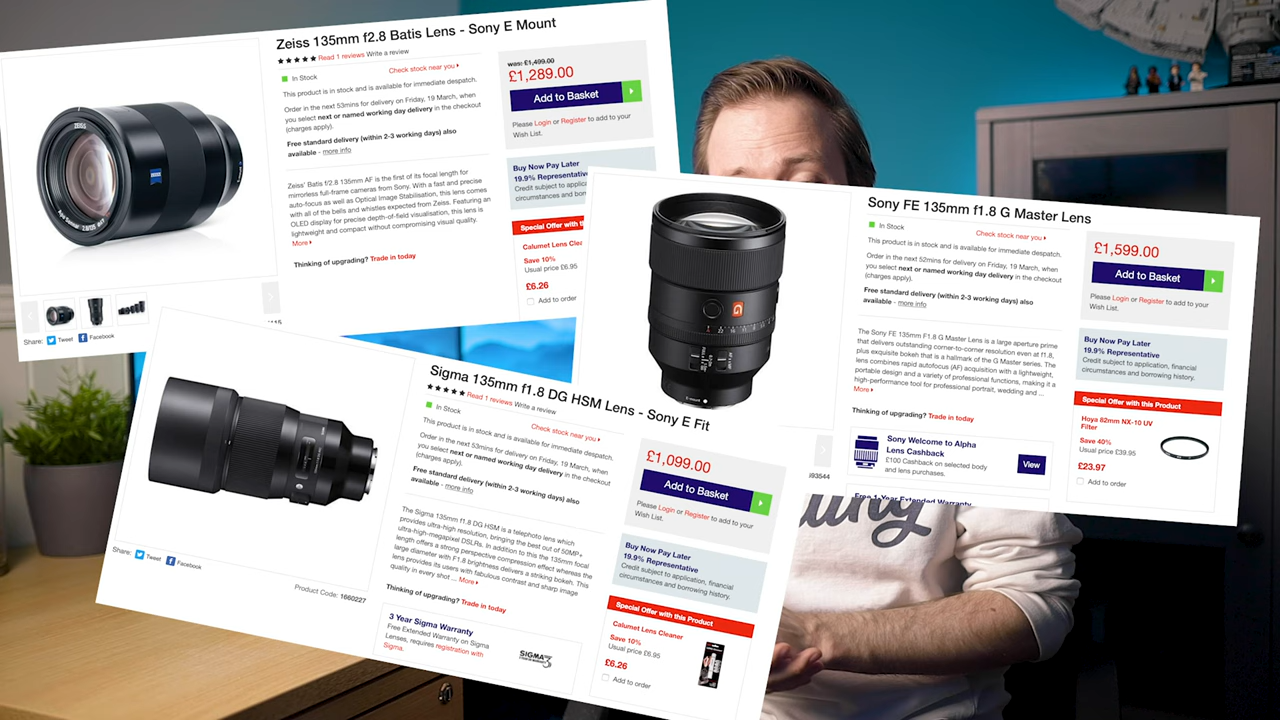 Zeiss 135mm f2.8 Batis Lens - Sony E Mount
Read 1 reviews Write a review
In Stock
Check stock near you
This product is in stock and is available for immediate despatch.
Order in the next 53mins for delivery on Friday, 19 March, when
you select next or named working day delivery in the checkout
(charges apply).
Free standard delivery (within 2-3 working days) also
available - more info
Zeiss' Batis f/2.8 135mm AF is the first of its focal length for
mirrorless full-frame cameras from Sony. With a fast and precise
auto-focus as well as Optical Image Stabilisation, this lens comes
with all of the bells and whistles expected from Zeiss. Featuring an
OLED display for precise depth-of-field visualisation, this lens is
lightweight and compact without compromising visual quality.
More
Thinking of upgrading? Trade in today
was: £1,499.00
£1,289.00
Add to Basket
Please Login or Register to add to your
Wish List.
Buy Now Pay Later
19.9% Representative
Credit subject to
circumstances and
Special Offer with
Calumet Lens
Save 10%
Usual price £6.95
£6.26
Add to order
ZEISS
ZEISS
Share: Tweet Facebook
Sony FE 135mm f1.8 G Master Lens
In Stock
Check stock near you
This product is in stock and is available for immediate despatch.
Order in the next 52mins for delivery on Friday, 19 March, when
you select next or named working day delivery in the checkout
(charges apply).
Free standard delivery (within 2-3 working days) also
available - more info
The Sony FE 135mm F1.8 G Master Lens is a large aperture prime
that delivers outstanding corner-to-corner resolution even at f1.8,
plus exquisite bokeh that is a hallmark of the G Master series. The
lens combines rapid autofocus (AF) acquisition with a lightweight,
portable design and a variety of professional functions, making it a
high-performance tool for professional portrait, wedding and ...
More
Thinking of upgrading? Trade in today
Sony Welcome to Alpha
Lens Cashback
£100 Cashback on selected body
and lens purchases.
View
Free 1-Year Extended Warranty
£1,599.00
Add to Basket
Please Login or Register to add to your
Wish List.
Buy Now Pay Later
19.9% Representative
Credit subject to application, financial
circumstances and borrowing history.
Special Offer with this Product
Hoya 82mm NX-10 UV
Filter
Save 40%
Usual price £39.95
£23.97
Add to order
G
Sigma 135mm f1.8 DG HSM Lens - Sony E Fit
Read 1 reviews Write a review
In Stock
Check stock near you
This product is in stock and is available for immediate despatch.
Order in the next 53mins for delivery on Friday, 19 March, when
you select next or named working day delivery in the checkout
(charges apply).
Free standard delivery (within 2-3 working days) also
available - more info
The Sigma 135mm f1.8 DG HSM is a telephoto lens which
provides ultra-high resolution, bringing the best out of 50MP+
ultra-high-megapixel DSLRs. In addition to this the 135mm focal
length offers a strong perspective compression effect whereas the
large diameter with F1.8 brightness delivers a striking bokeh. This
lens provides its users with fabulous contrast and sharp image
quality in every shot ... More
Thinking of upgrading? Trade in today
3 Year Sigma Warranty
Free Extended Warranty on Sigma
Lenses, requires registration with
Sigma.
SIGMA 3
£1,099.00
Add to Basket
Please Login or Register to add to your
Wish List.
Buy Now Pay Later
19.9% Representative
Credit subject to application, financial
circumstances and borrowing history.
Special Offer with this Product
Calumet Lens Cleaner
Save 10%
Usual price £6.95
£6.26
Add to order
Share: Tweet Facebook
Product Code: 1660227